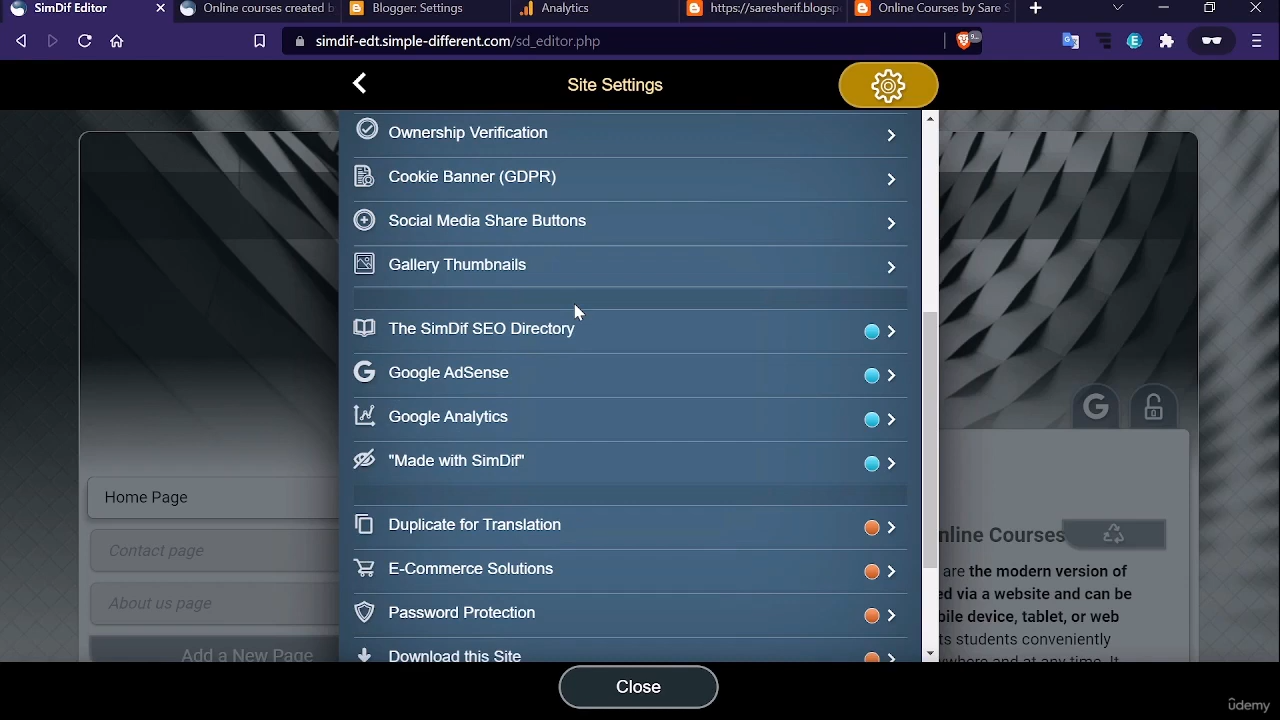 SimDif Editor
Online courses created b
Blogger: Settings
Analytics
https://saresherif.blogsp
Online Courses by Sare S
simdif-edt.simple-different.com/sd_editor.php
Site Settings
Ownership Verification
Cookie Banner (GDPR)
Social Media Share Buttons
Gallery Thumbnails
The SimDif SEO Directory
Google AdSense
Google Analytics
"Made with SimDif"
Duplicate for Translation
E-Commerce Solutions
Password Protection
Download this Site
Home Page
Contact page
About us page
Add a New Page
nline Courses
are the modern version of
ed via a website and can be
bile device, tablet, or web
ts students conveniently
Close
ûdemy